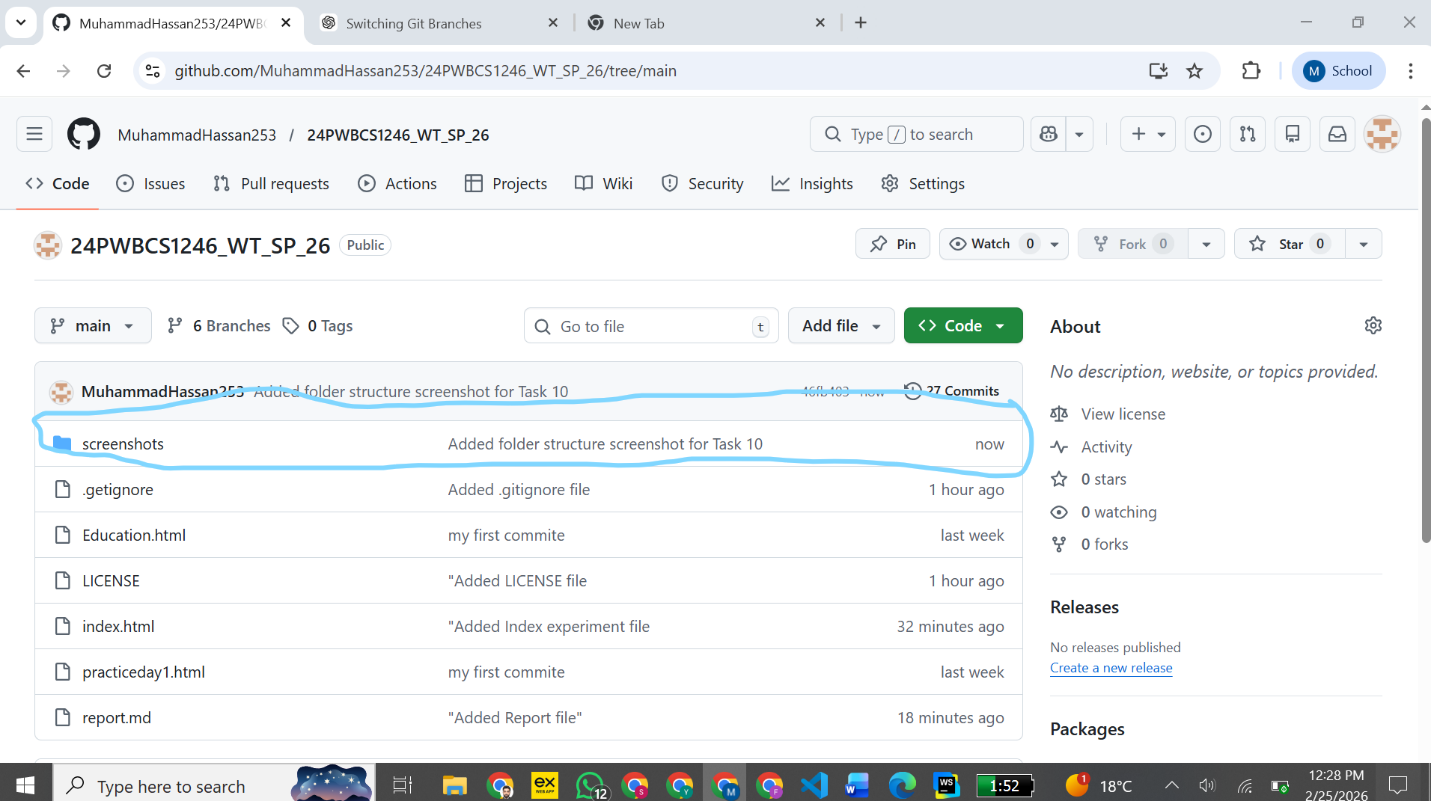 MuhammadHassan253/24PWBC
Switching Git Branches
New Tab
github.com/MuhammadHassan253/24PWBCS1246_WT_SP_26/tree/main
M School
MuhammadHassan253 / 24PWBCS1246_WT_SP_26
Type / to search
Code Issues Pull requests Actions Projects Wiki Security Insights Settings
24PWBCS1246_WT_SP_26 Public
Pin Watch 0 Fork 0 Star 0
main 6 Branches 0 Tags Go to file t Add file Code
MuhammadHassan253 Added folder structure screenshot for Task 10 now 27 Commits
screenshots Added folder structure screenshot for Task 10 now
.getignore Added .gitignore file 1 hour ago
Education.html my first commite last week
LICENSE "Added LICENSE file 1 hour ago
index.html "Added Index experiment file 32 minutes ago
practiceday1.html my first commite last week
report.md "Added Report file" 18 minutes ago
About
No description, website, or topics provided.
View license
Activity
0 stars
0 watching
0 forks
Releases
No releases published
Create a new release
Packages
Type here to search
ex
12
S
Y
M
F
W
WS
1:52
1
18°C
12:28 PM
2/25/2026